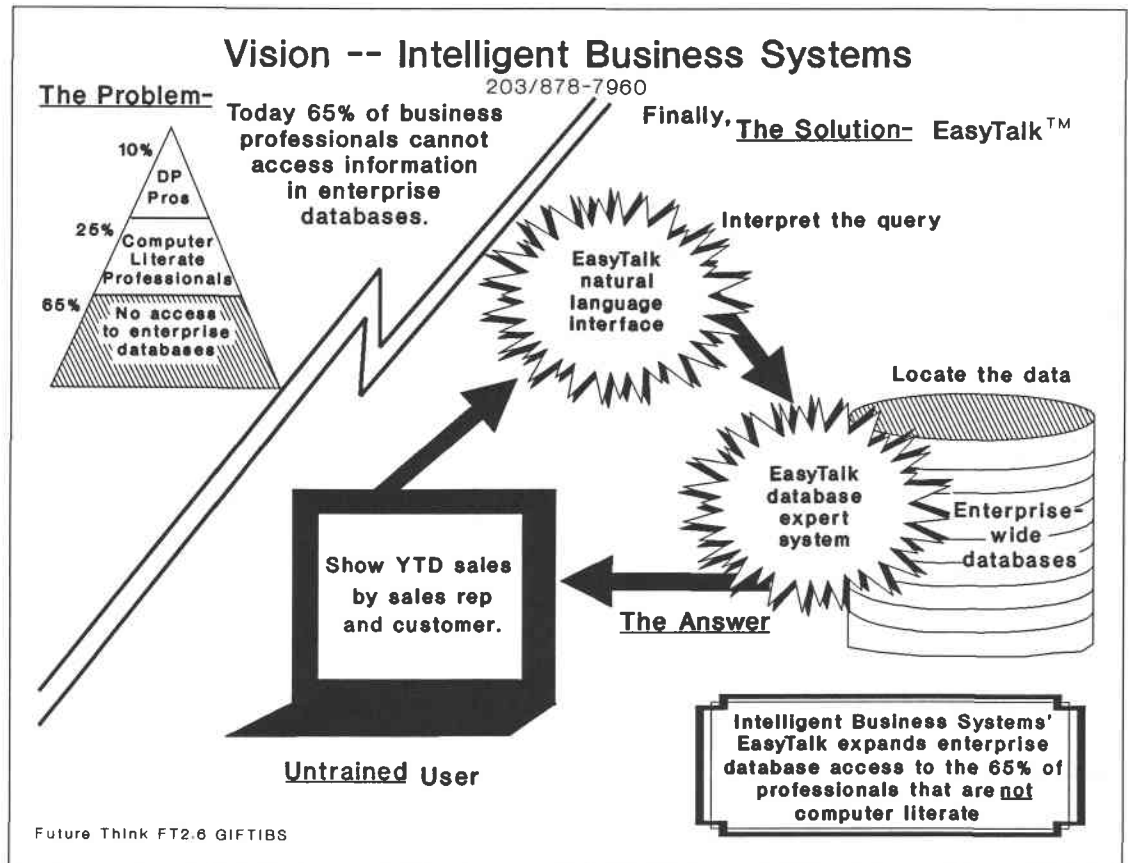 Vision -- Intelligent Business Systems
203/878-7960
The Problem-
Today 65% of business
professionals cannot
access information
in enterprise
databases.
10%
DP
Pros
25%
Computer
Literate
Professionals
65%
No access
to enterprise
databases
Finally, The Solution- EasyTalk™
Interpret the query
EasyTalk
natural
language
interface
Locate the data
EasyTalk
database
expert
system
Enterprise-
wide
databases
Show YTD sales
by sales rep
and customer.
The Answer
Untrained User
Intelligent Business Systems'
EasyTalk expands enterprise
database access to the 65% of
professionals that are not
computer literate
Future Think FT2.6 GIFTIBS